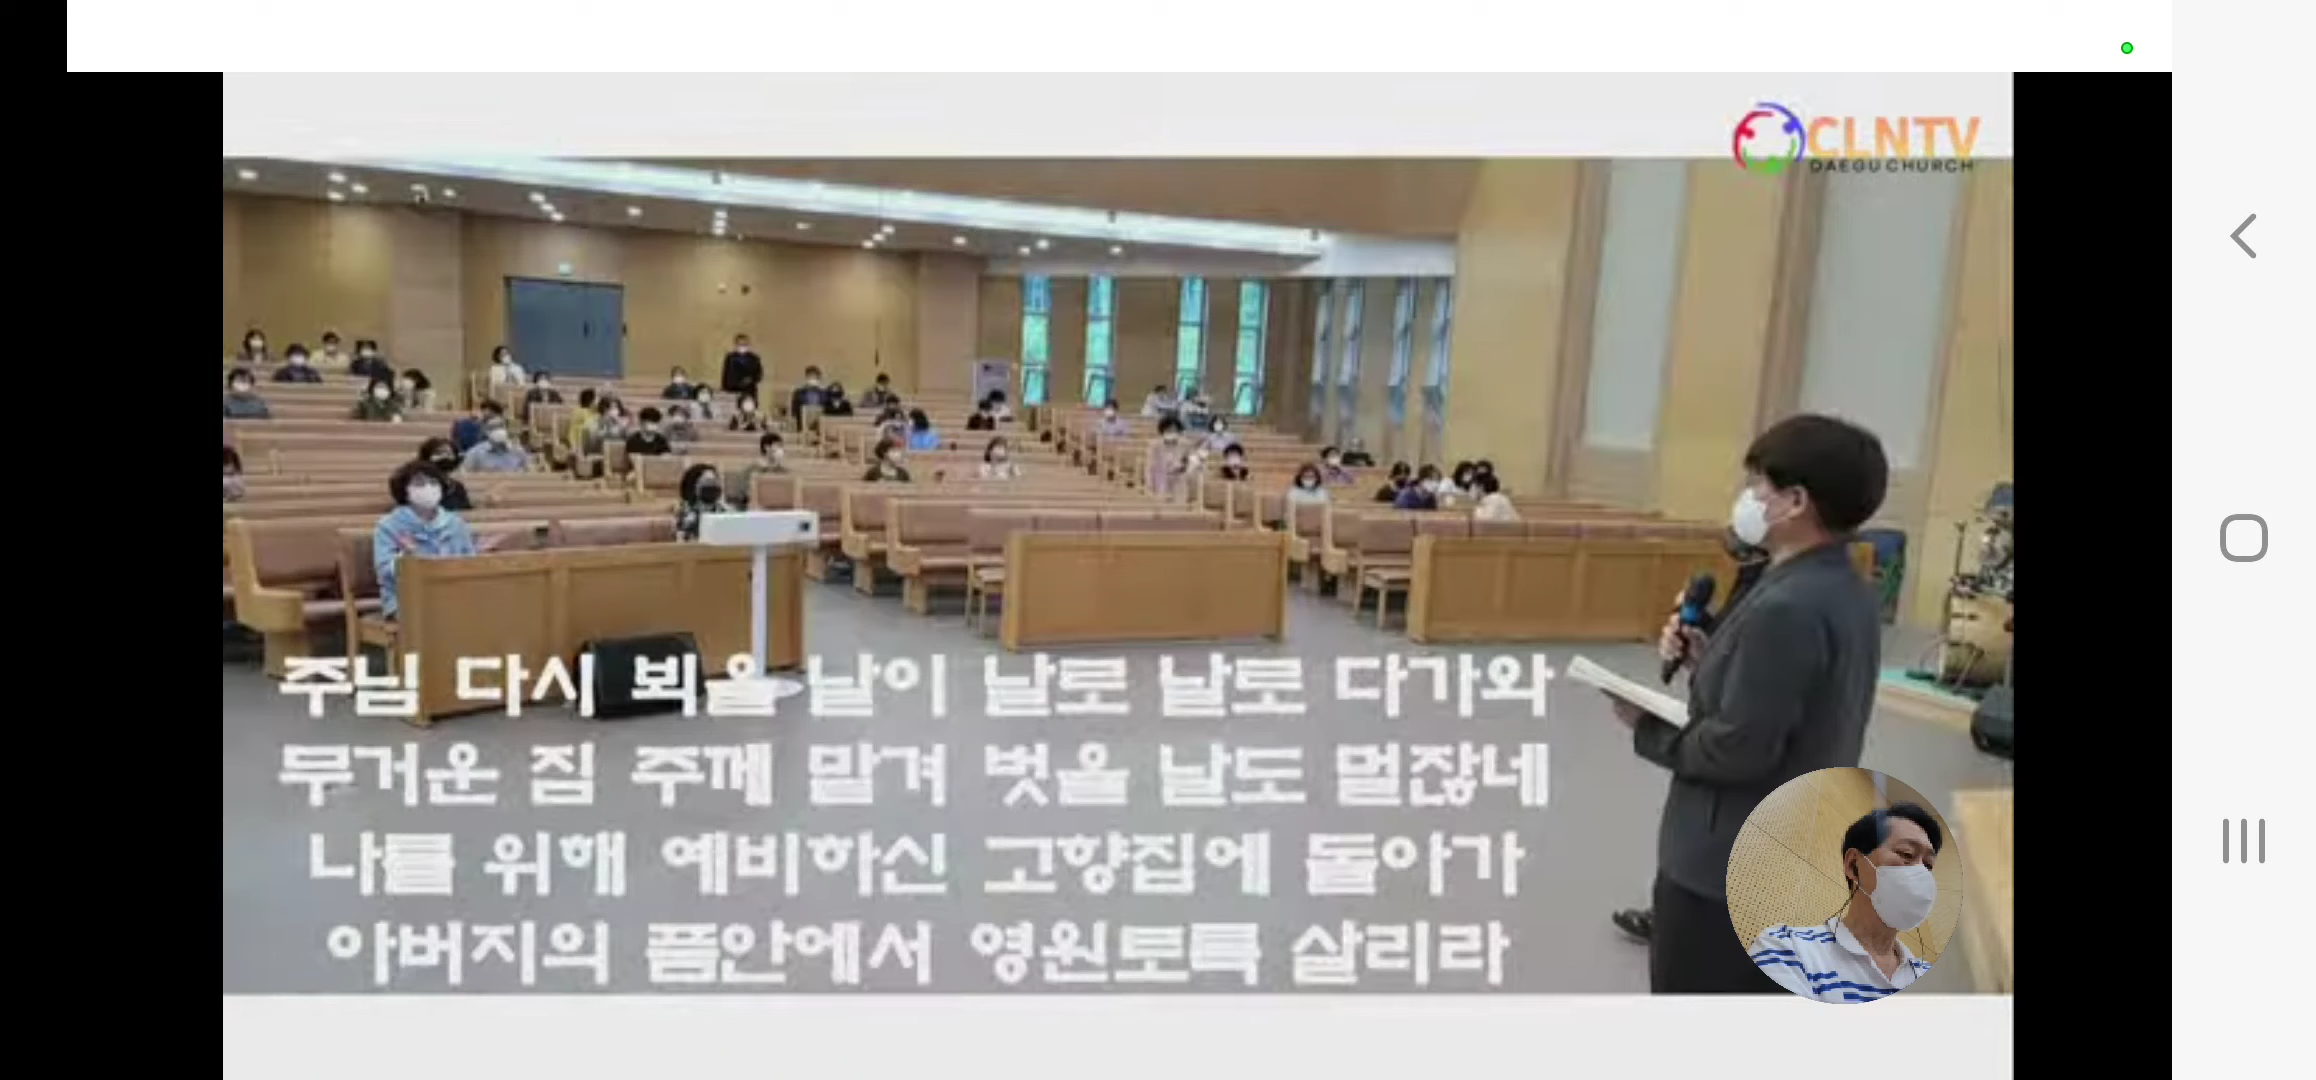 CLNTV
DAEGU CHURCH
주님 다시 뵈올 날이 날로 날로 다가와
무거운 짐 주께 맡겨 벗을 날도 멀잖네
나를 위해 예비하신 고향집에 돌아가
아버지의 품안에서 영원토록 살리라